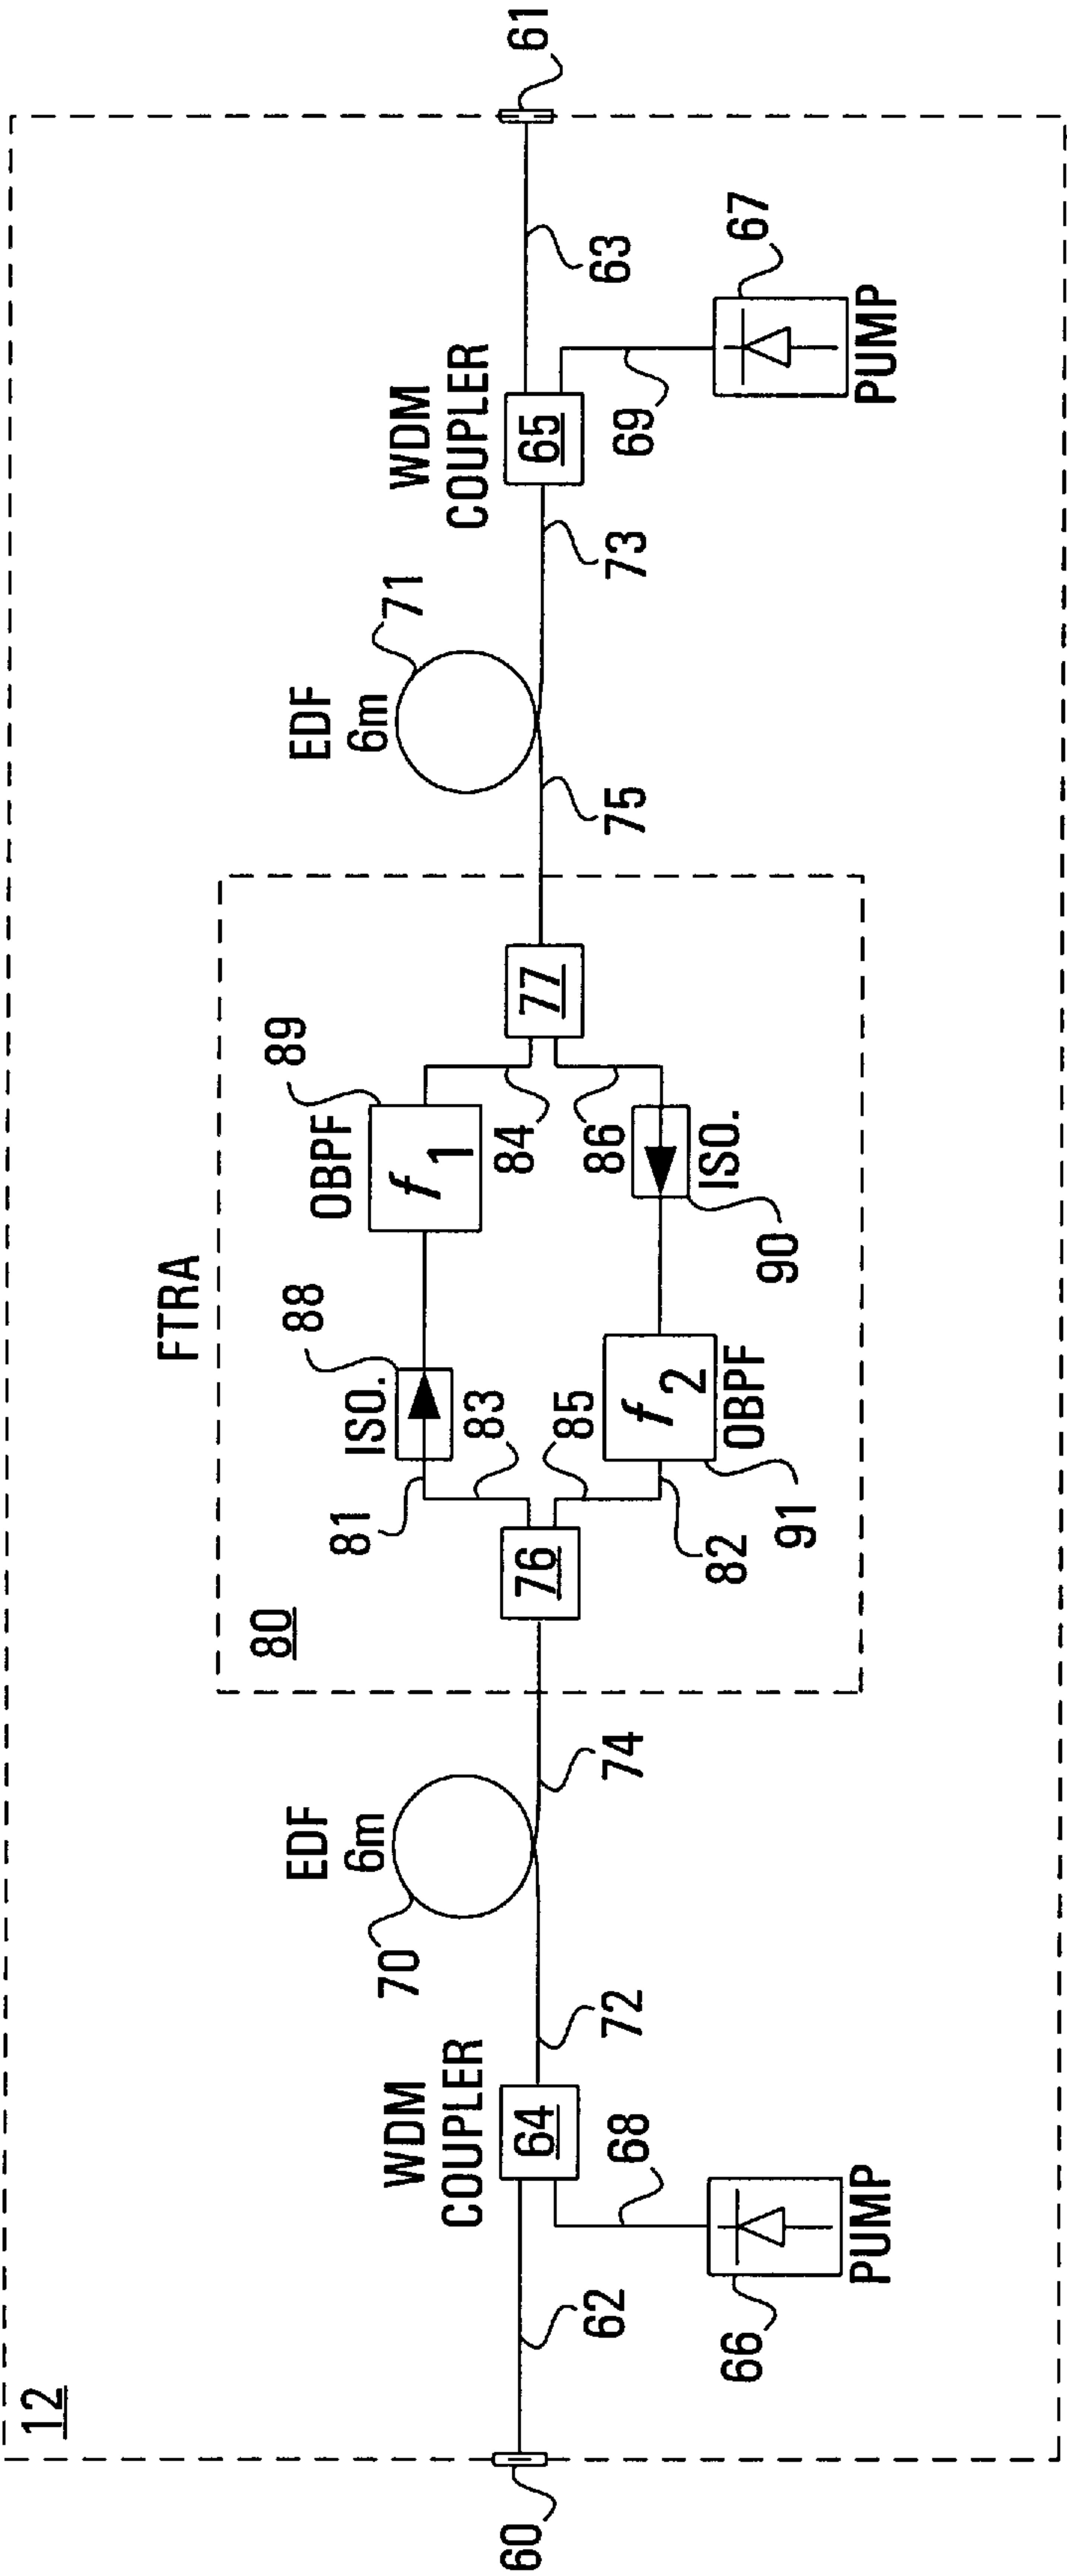 12
FTRA
80
EDF
6m
70
EDF
6m
71
WDM
COUPLER
64
WDM
COUPLER
65
60
62
72
74
76
81
ISO.
88
83
OBPF
89
f1
84
77
75
73
63
61
85
82
f2
OBPF
91
86
ISO.
90
68
66
PUMP
69
67
PUMP